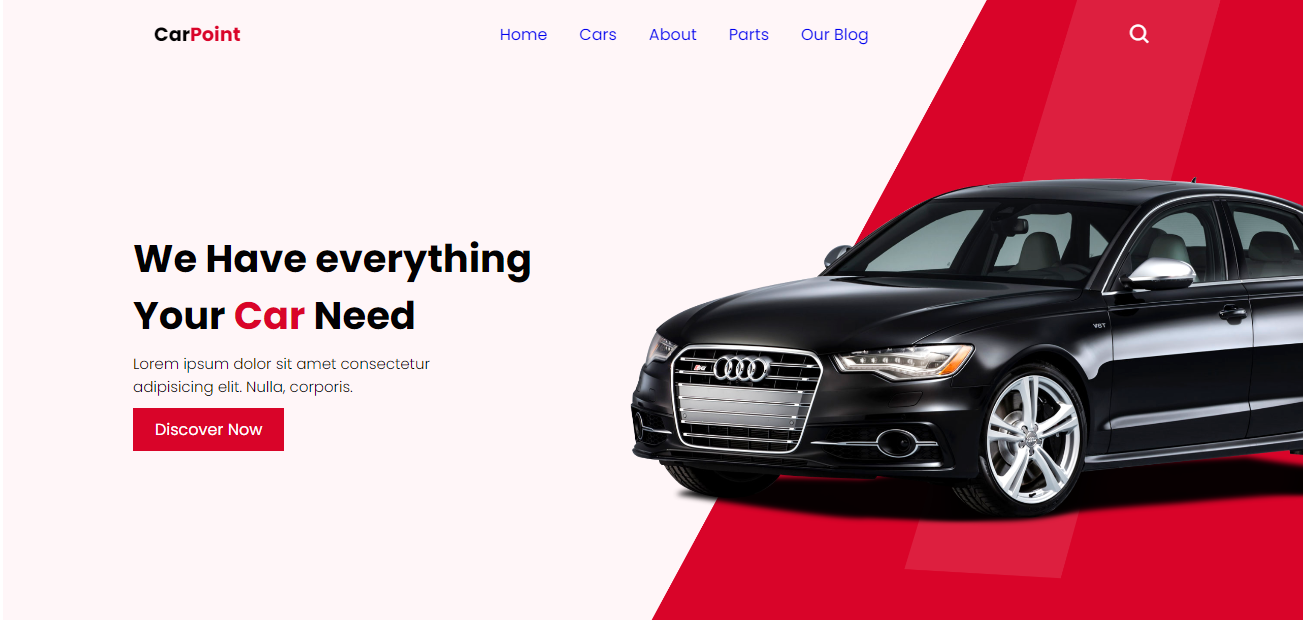 CarPoint
Home Cars About Parts Our Blog
We Have everything
Your Car Need
Lorem ipsum dolor sit amet consectetur
adipisicing elit. Nulla, corporis.
Discover Now
V6T